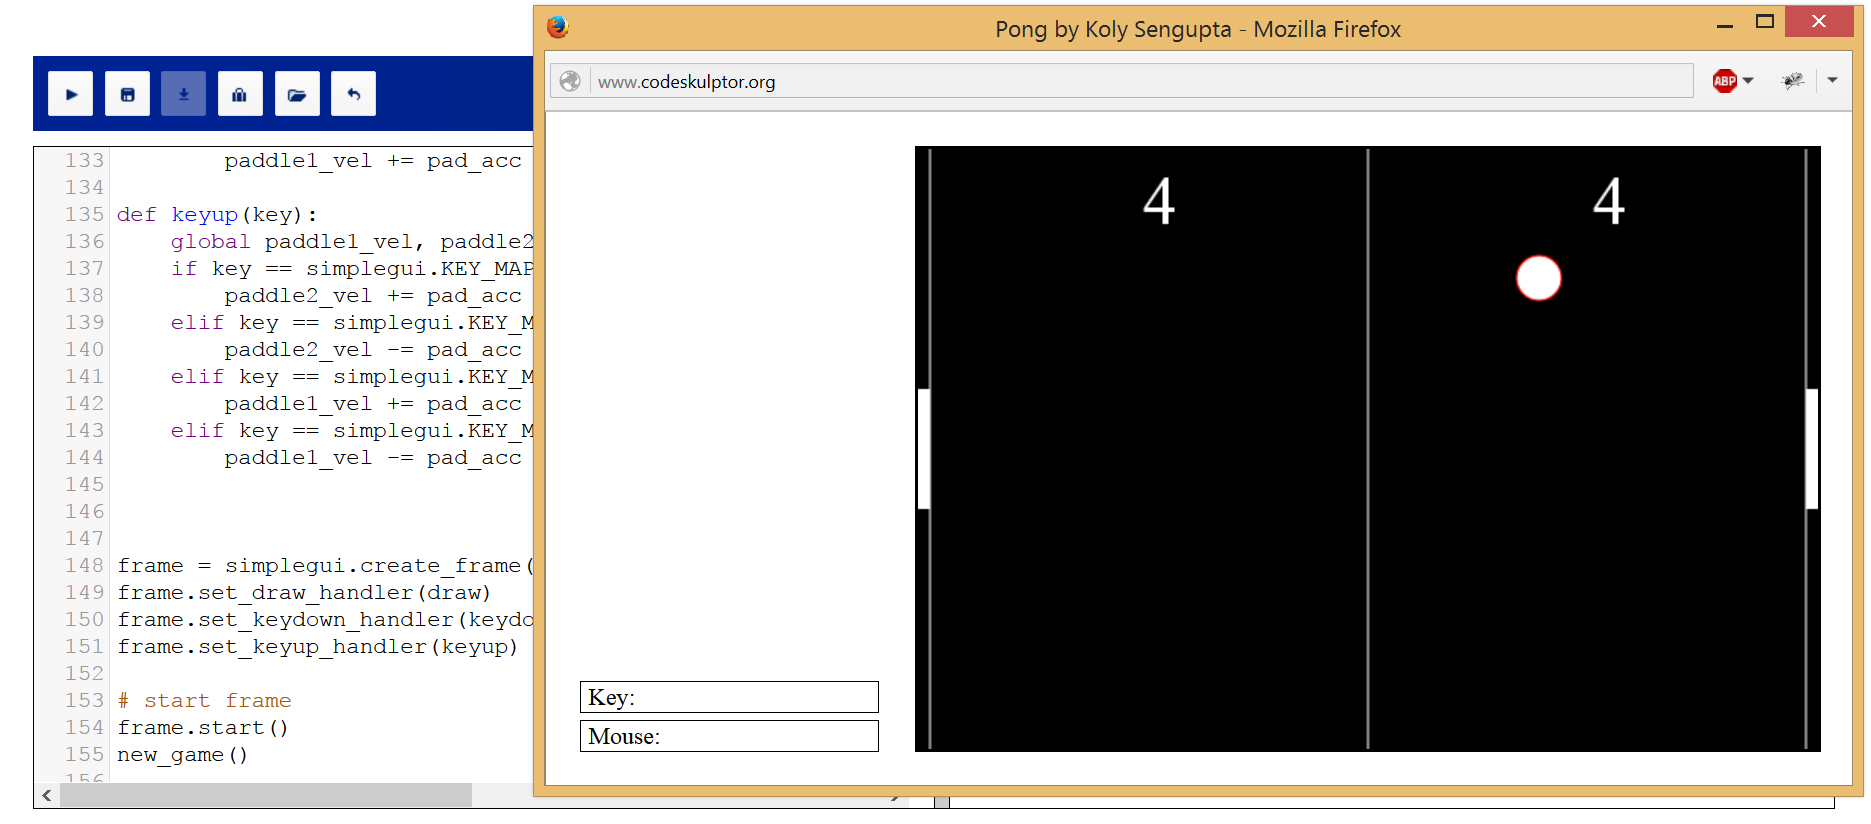 Pong by Koly Sengupta - Mozilla Firefox
www.codeskulptor.org
ABP
133 paddle1_vel += pad_acc
134
135 def keyup(key):
136 global paddle1_vel, paddle2
137 if key == simplegui.KEY_MAP
138 paddle2_vel += pad_acc
139 elif key == simplegui.KEY_M
140 paddle2_vel -= pad_acc
141 elif key == simplegui.KEY_M
142 paddle1_vel += pad_acc
143 elif key == simplegui.KEY_M
144 paddle1_vel -= pad_acc
145
146
147
148 frame = simplegui.create_frame(
149 frame.set_draw_handler(draw)
150 frame.set_keydown_handler(keydo
151 frame.set_keyup_handler(keyup)
152
153 # start frame
154 frame.start()
155 new_game()
156
4 4
Key:
Mouse: